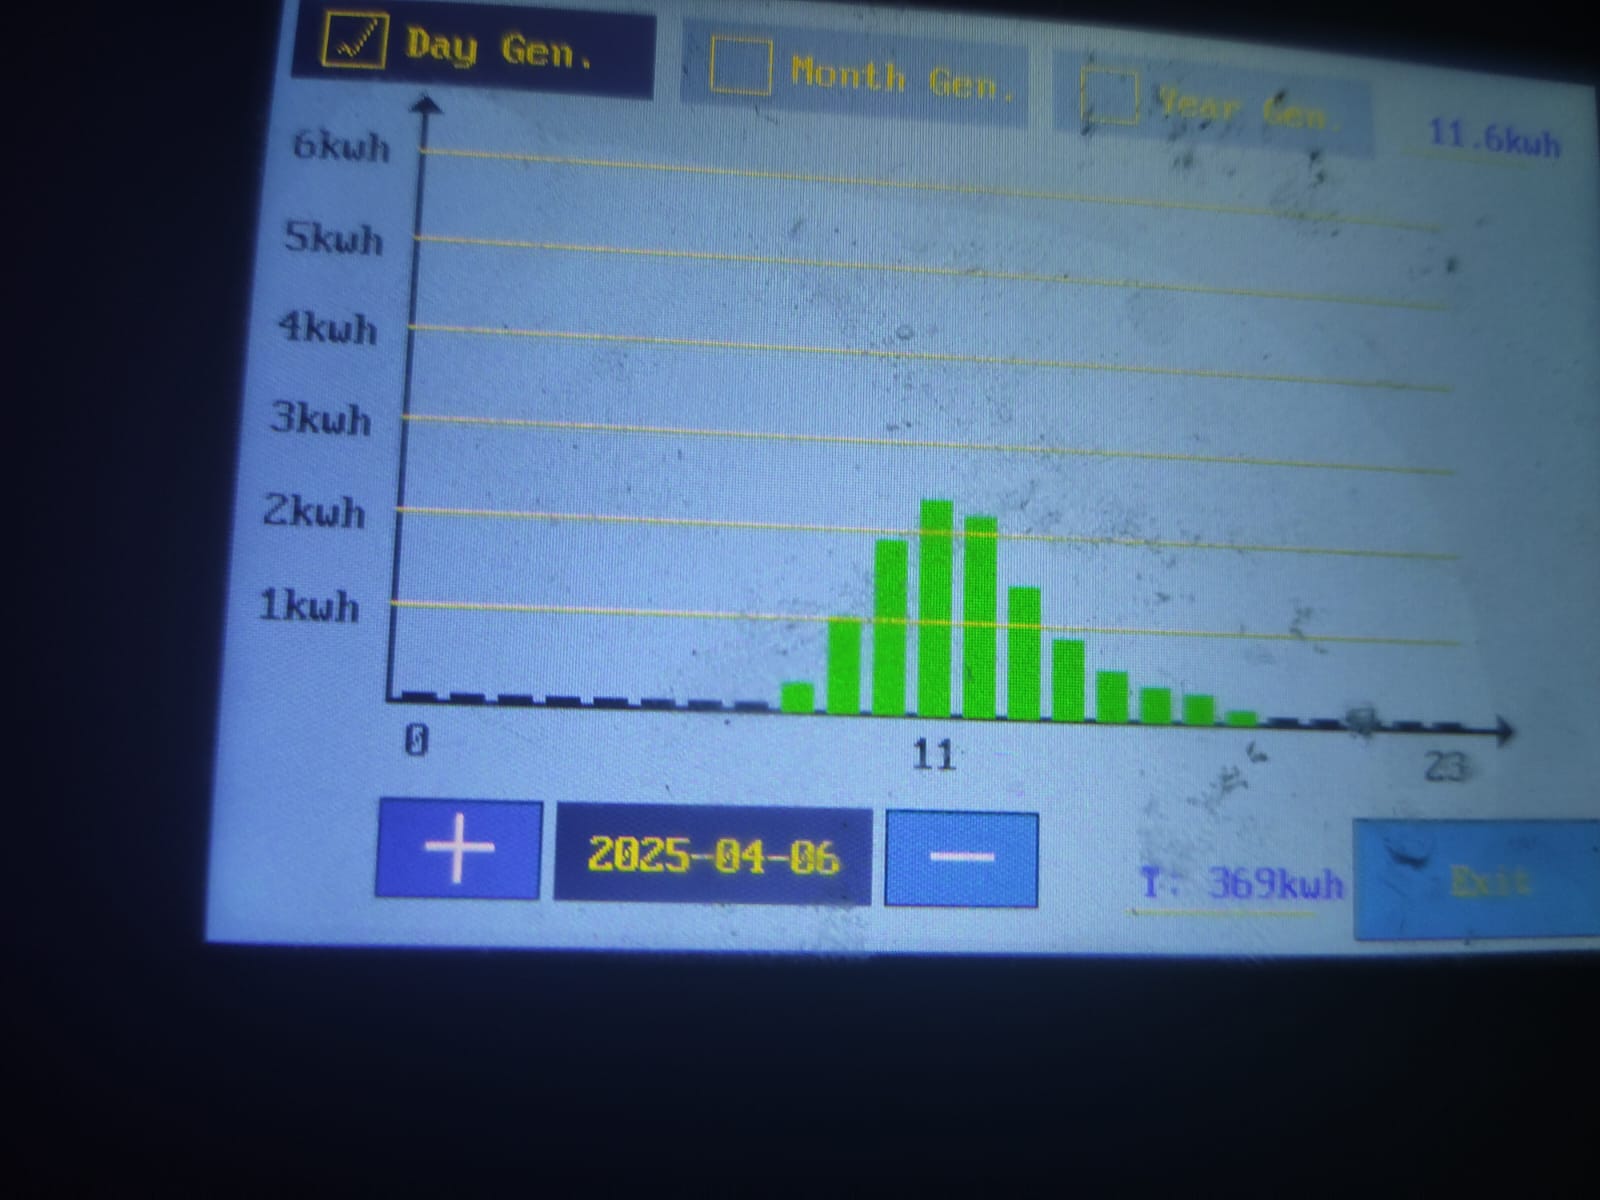 Day Gen.
Month Gen.
Year Gen.
11.6kwh
6kwh
5kwh
4kwh
3kwh
2kwh
1kwh
0
11
23
+
2025-04-06
—
T: 369kwh
Exit